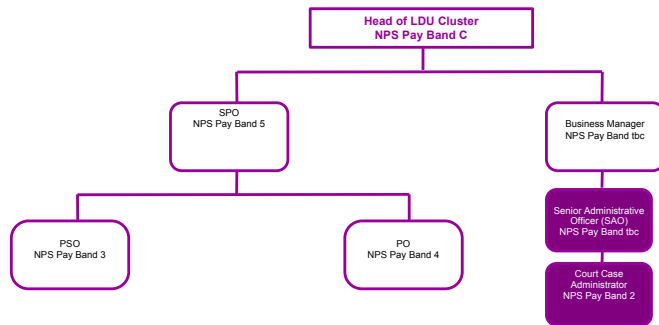 Head of LDU Cluster
NPS Pay Band C
SPO
NPS Pay Band 5
Business Manager
NPS Pay Band tbc
Senior Administrative
Officer (SAO)
NPS Pay Band tbc
PSO
NPS Pay Band 3
PO
NPS Pay Band 4
Court Case
Administrator
NPS Pay Band 2